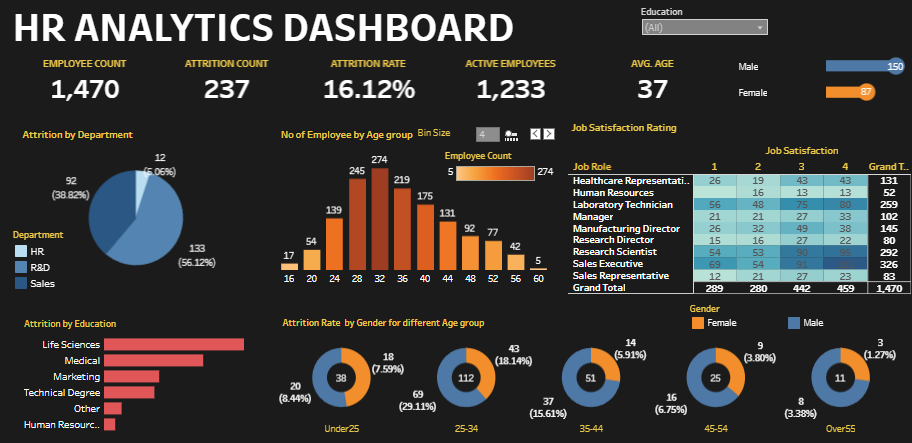 HR ANALYTICS DASHBOARD
Education
(All)
EMPLOYEE COUNT
1,470
ATTRITION COUNT
237
ATTRITION RATE
16.12%
ACTIVE EMPLOYEES
1,233
AVG. AGE
37
Male 150
Female 87
Attrition by Department
12
(5.06%)
92
(38.82%)
133
(56.12%)
Department
HR
R&D
Sales
No of Employee by Age group
Bin Size
4
Employee Count
5 274
17 54 139 245 274 219 175 131 92 77 42 5
16 20 24 28 32 36 40 44 48 52 56 60
Job Satisfaction Rating
Job Satisfaction
Job Role 1 2 3 4 Grand T..
Healthcare Representati.. 26 19 43 43 131
Human Resources 16 13 13 52
Laboratory Technician 56 48 75 80 259
Manager 21 21 27 33 102
Manufacturing Director 26 32 49 38 145
Research Director 15 16 27 22 80
Research Scientist 54 53 90 95 292
Sales Executive 69 54 91 326
Sales Representative 12 21 27 23 83
Grand Total 289 280 442 459 1,470
Attrition by Education
Life Sciences
Medical
Marketing
Technical Degree
Other
Human Resourc..
Attrition Rate by Gender for different Age group
Gender
Female
Male
18
(7.59%)
38
20
(8.44%)
Under25
43
(18.14%)
112
69
(29.11%)
25-34
14
(5.91%)
51
37
(15.61%)
35-44
9
(3.80%)
25
16
(6.75%)
45-54
3
(1.27%)
11
8
(3.38%)
Over55